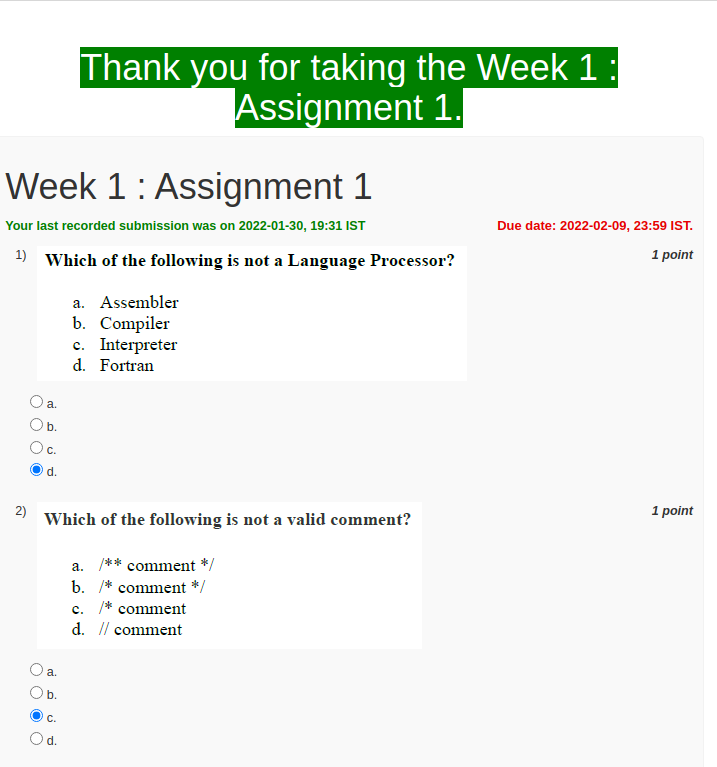 Thank you for taking the Week 1 :
Assignment 1.
Week 1 : Assignment 1
Your last recorded submission was on 2022-01-30, 19:31 IST Due date: 2022-02-09, 23:59 IST.
1) Which of the following is not a Language Processor? 1 point
a. Assembler
b. Compiler
c. Interpreter
d. Fortran
a.
b.
c.
d.
2) Which of the following is not a valid comment? 1 point
a. /** comment */
b. /* comment */
c. /* comment
d. // comment
a.
b.
c.
d.